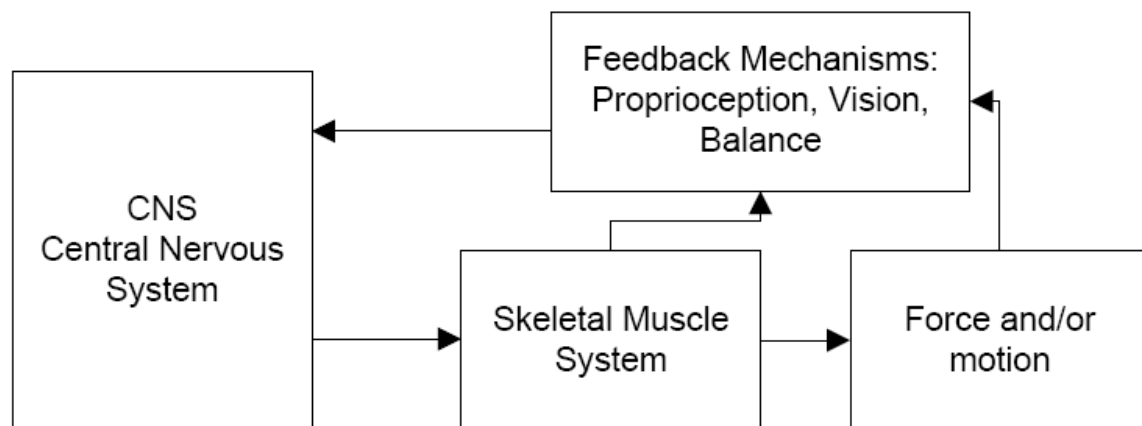 Feedback Mechanisms:
Proprioception, Vision,
Balance
CNS
Central Nervous
System
Skeletal Muscle
System
Force and/or
motion